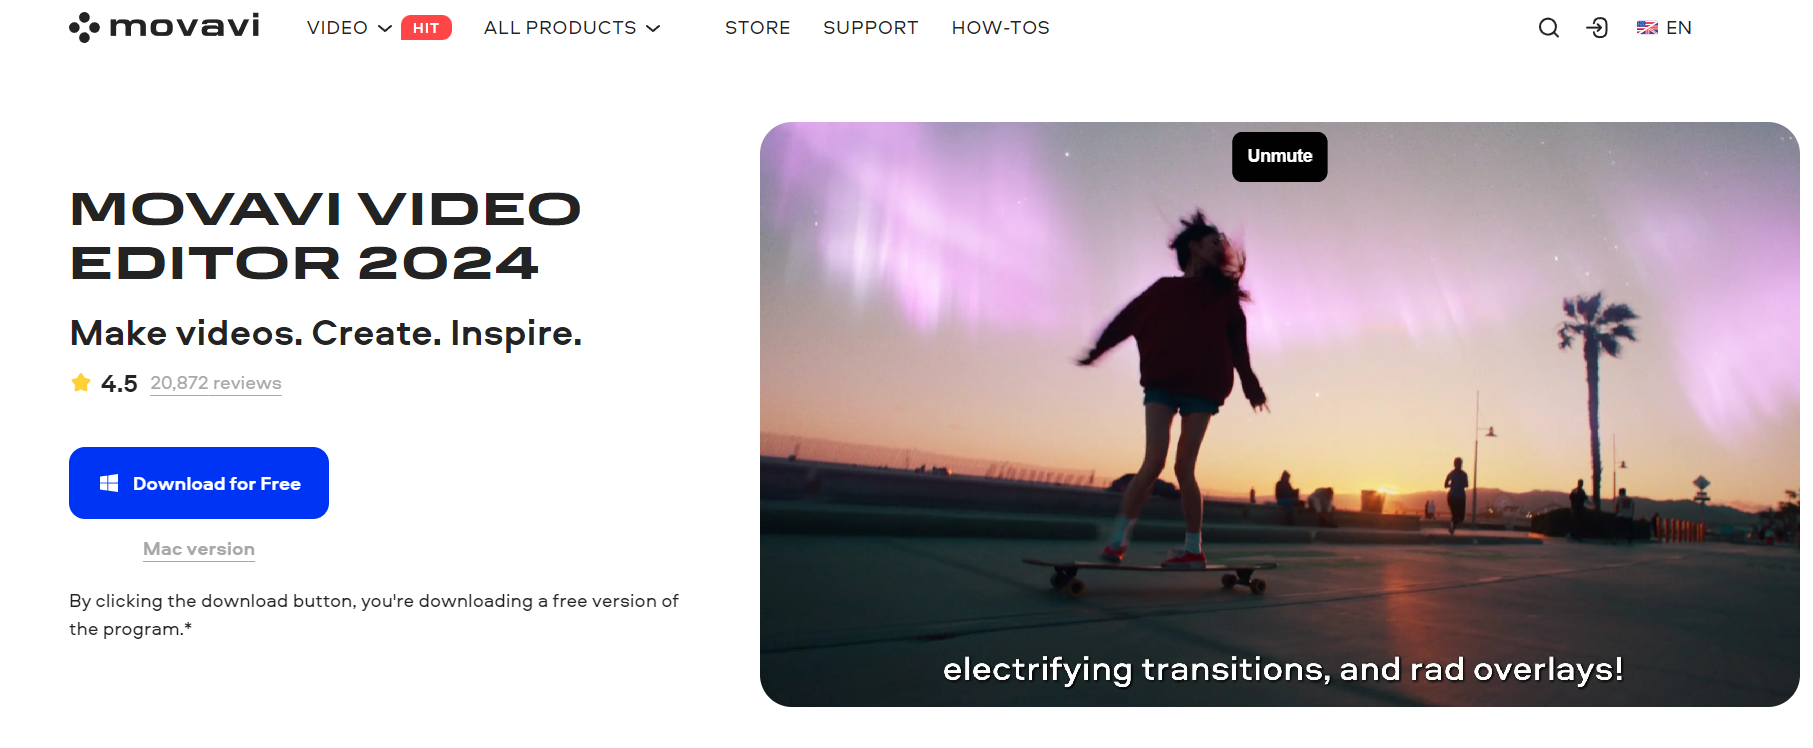 movavi
VIDEO HIT ALL PRODUCTS STORE SUPPORT HOW-TOS EN
Unmute
MOVAVI VIDEO
EDITOR 2024
Make videos. Create. Inspire.
4.5 20,872 reviews
Download for Free
Mac version
By clicking the download button, you're downloading a free version of
the program.*
electrifying transitions, and rad overlays!